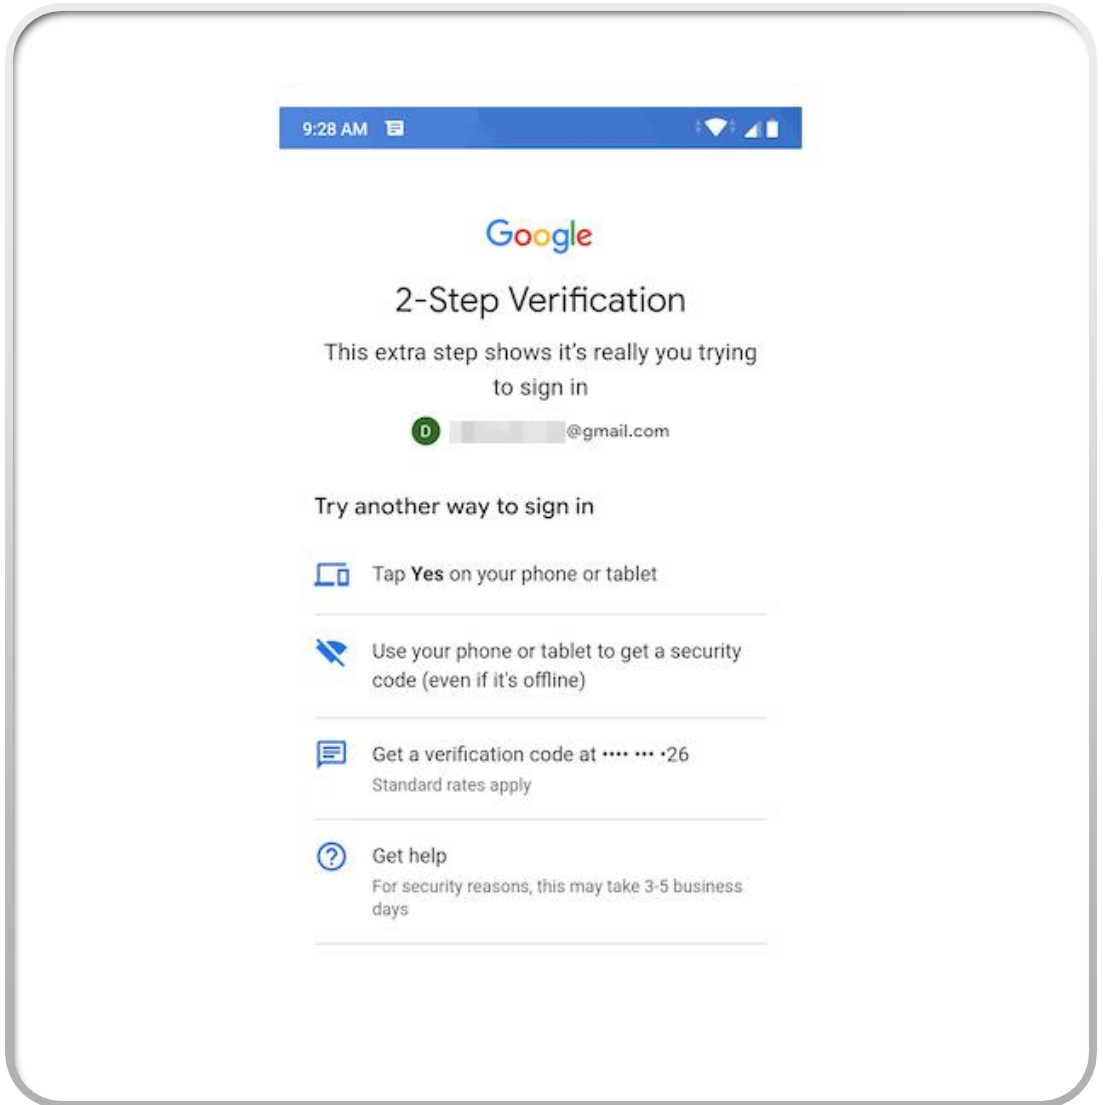 9:28 AM
Google
2-Step Verification
This extra step shows it's really you trying
to sign in
D @gmail.com
Try another way to sign in
Tap Yes on your phone or tablet
Use your phone or tablet to get a security
code (even if it's offline)
Get a verification code at •••• ••• •26
Standard rates apply
Get help
For security reasons, this may take 3-5 business
days